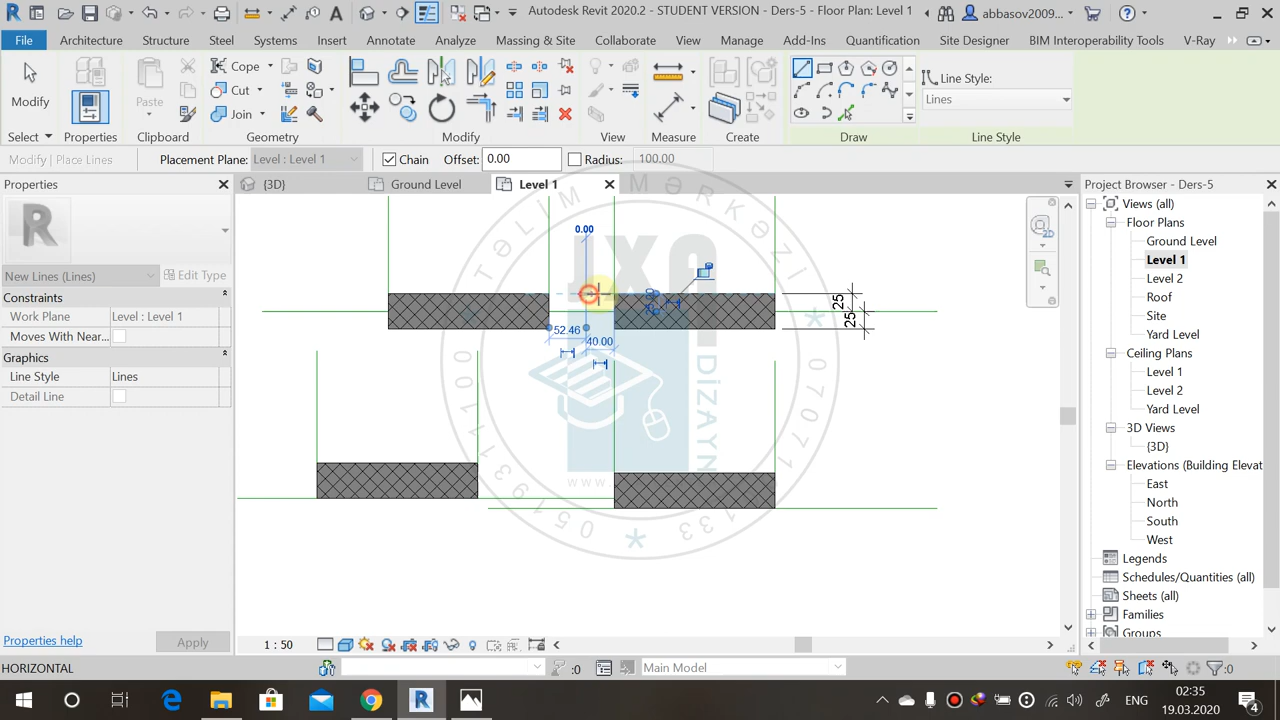 Autodesk Revit 2020.2 - STUDENT VERSION - Ders-5 - Floor Plan: Level 1
abbasov2009...
File Architecture Structure Steel Systems Insert Annotate Analyze Massing & Site Collaborate View Manage Add-Ins Quantification Site Designer BIM Interoperability Tools V-Ray
Modify
Paste
Cope
Cut
Join
Line Style:
Lines
Select Properties Clipboard Geometry Modify View Measure Create Draw Line Style
Modify | Place Lines Placement Plane: Level : Level 1 Chain Offset: 0.00 Radius: 100.00
Properties
{3D} Ground Level Level 1
Project Browser - Ders-5
New Lines (Lines) Edit Type
Constraints
Work Plane Level : Level 1
Moves With Near...
Graphics
Line Style Lines
Detail Line
Properties help Apply
0.00
52.46
40.00
25
25
TƏLİM MƏRKƏZİ
DİZAYN
Views (all)
Floor Plans
Ground Level
Level 1
Level 2
Roof
Site
Yard Level
Ceiling Plans
Level 1
Level 2
Yard Level
3D Views
{3D}
Elevations (Building Elevat
East
North
South
West
Legends
Schedules/Quantities (all)
Sheets (all)
Families
Groups
1 : 50
HORIZONTAL
:0
Main Model
:0
ENG
02:35
19.03.2020
4